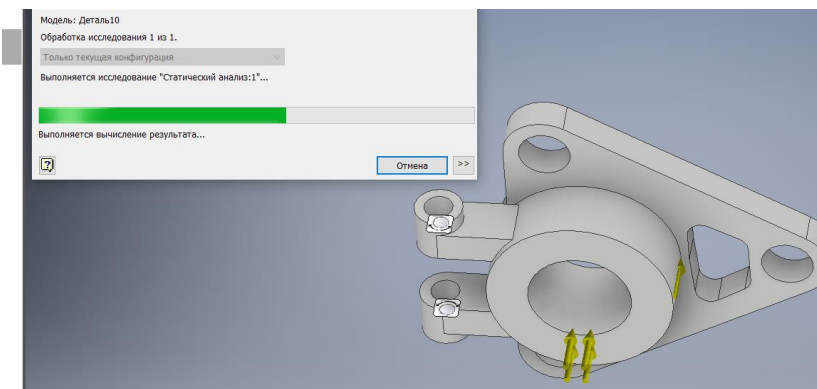 Модель: Деталь10
Обработка исследования 1 из 1.
Только текущая конфигурация
Выполняется исследование "Статический анализ:1"...
Выполняется вычисление результата...
Отмена
>>